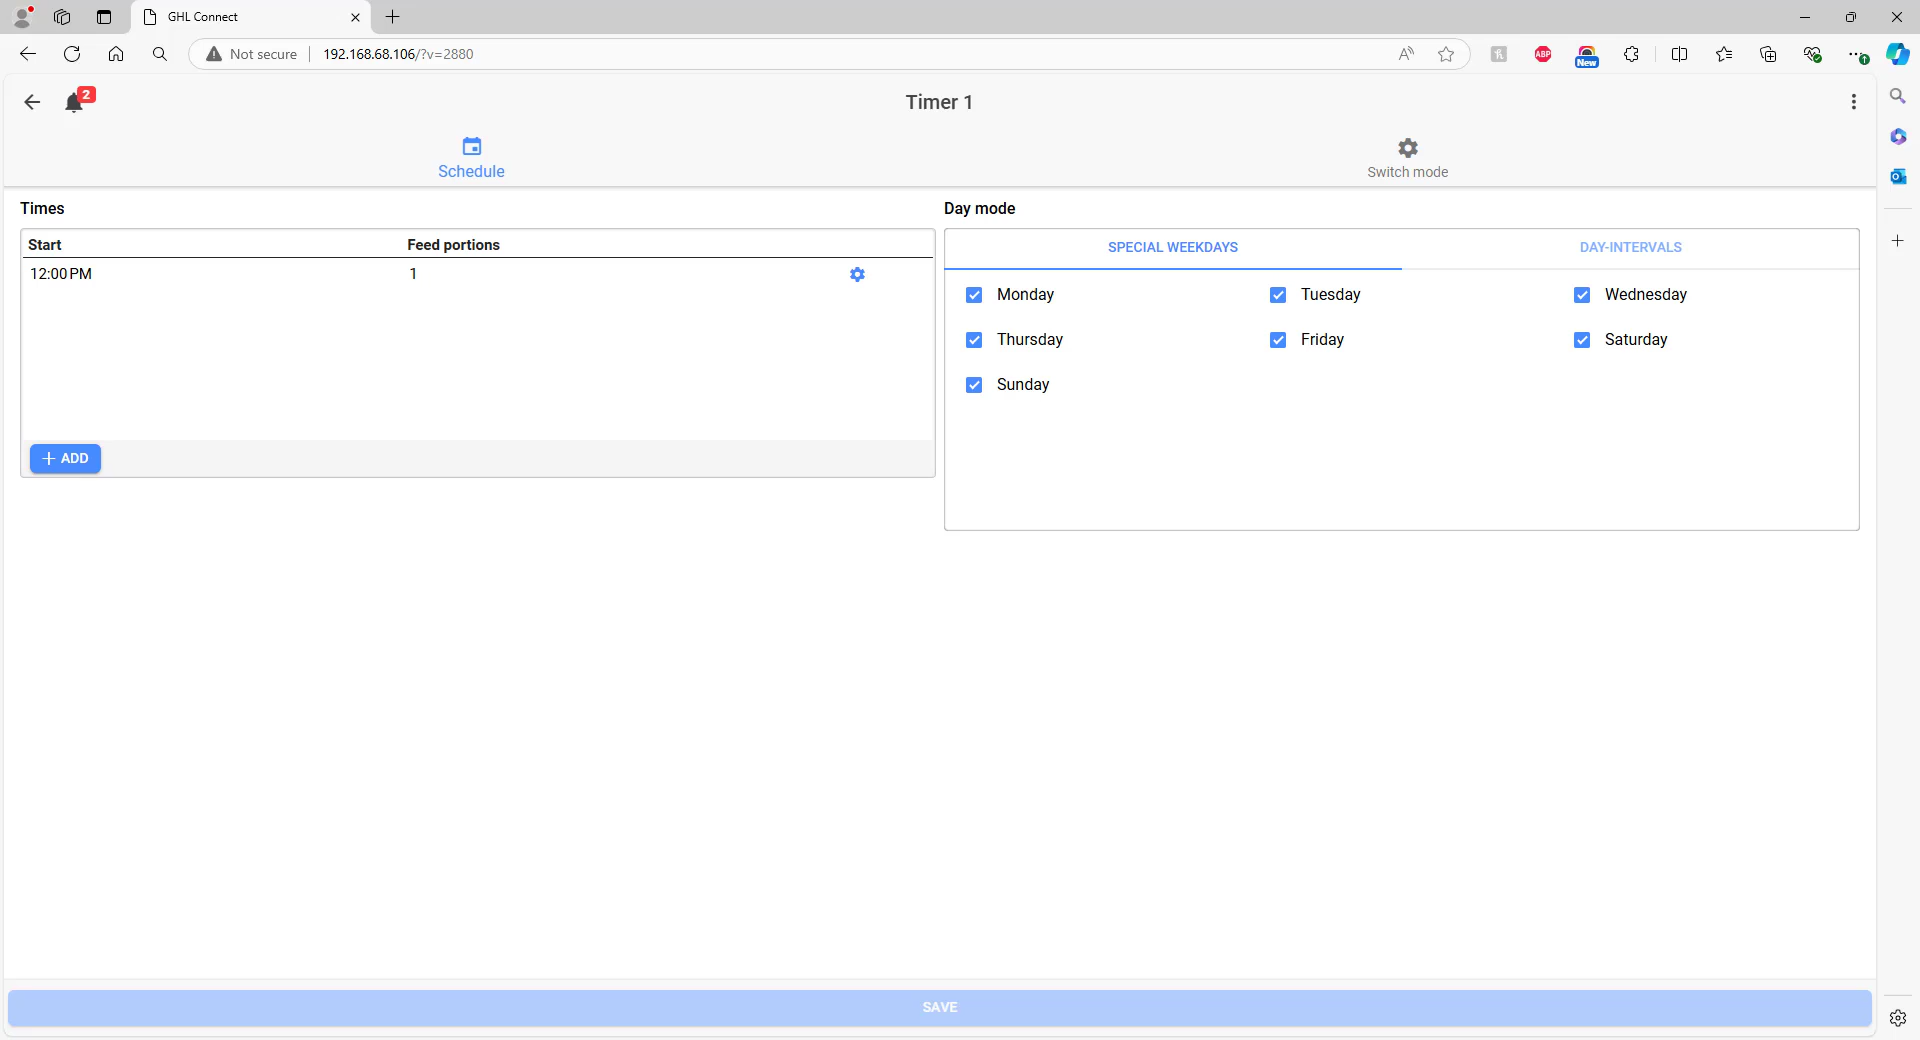 GHL Connect
Not secure
192.168.68.106/?v=2880
ABP
New
2
Timer 1
Schedule
Switch mode
Times
Day mode
Start
Feed portions
SPECIAL WEEKDAYS
DAY-INTERVALS
12:00 PM
1
Monday
Tuesday
Wednesday
Thursday
Friday
Saturday
Sunday
+ ADD
SAVE